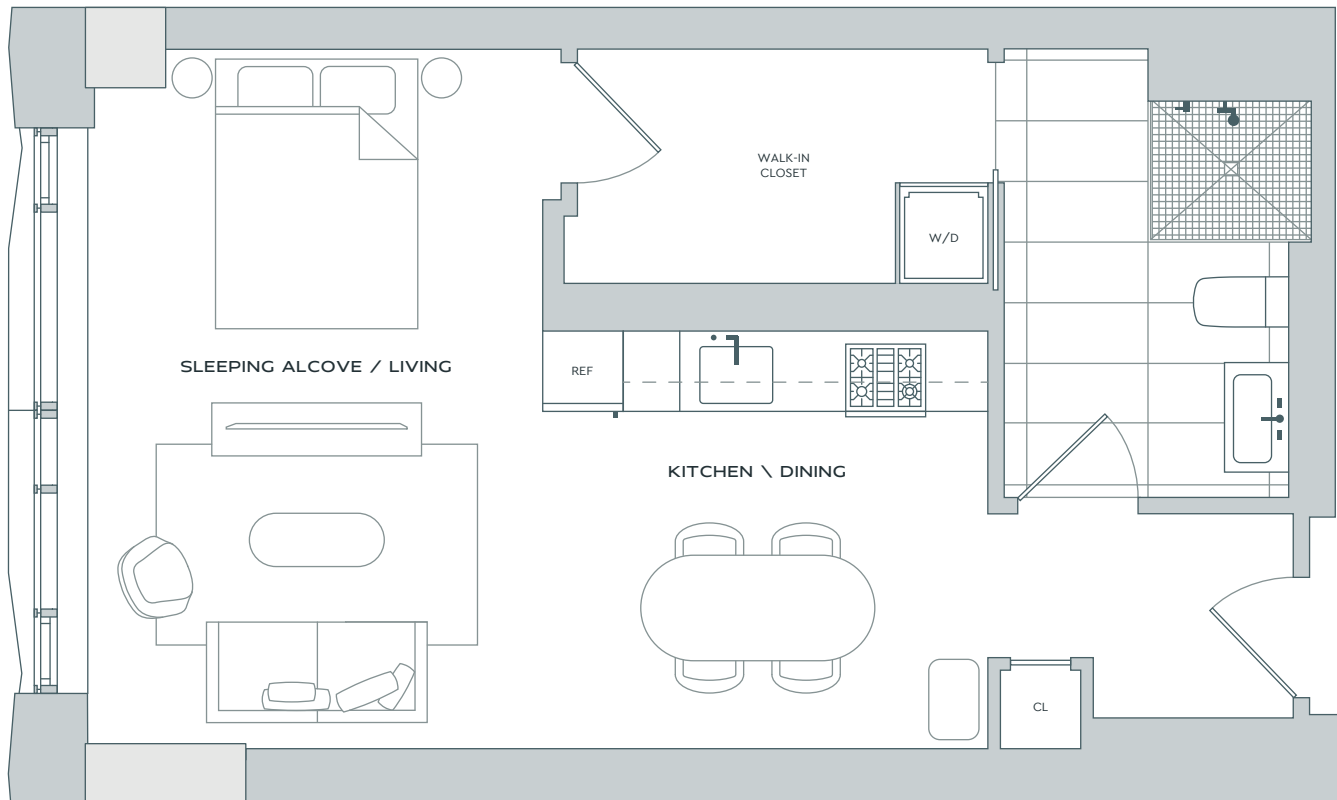 WALK-IN
CLOSET
W/D
SLEEPING ALCOVE / LIVING
REF
KITCHEN \ DINING
CL